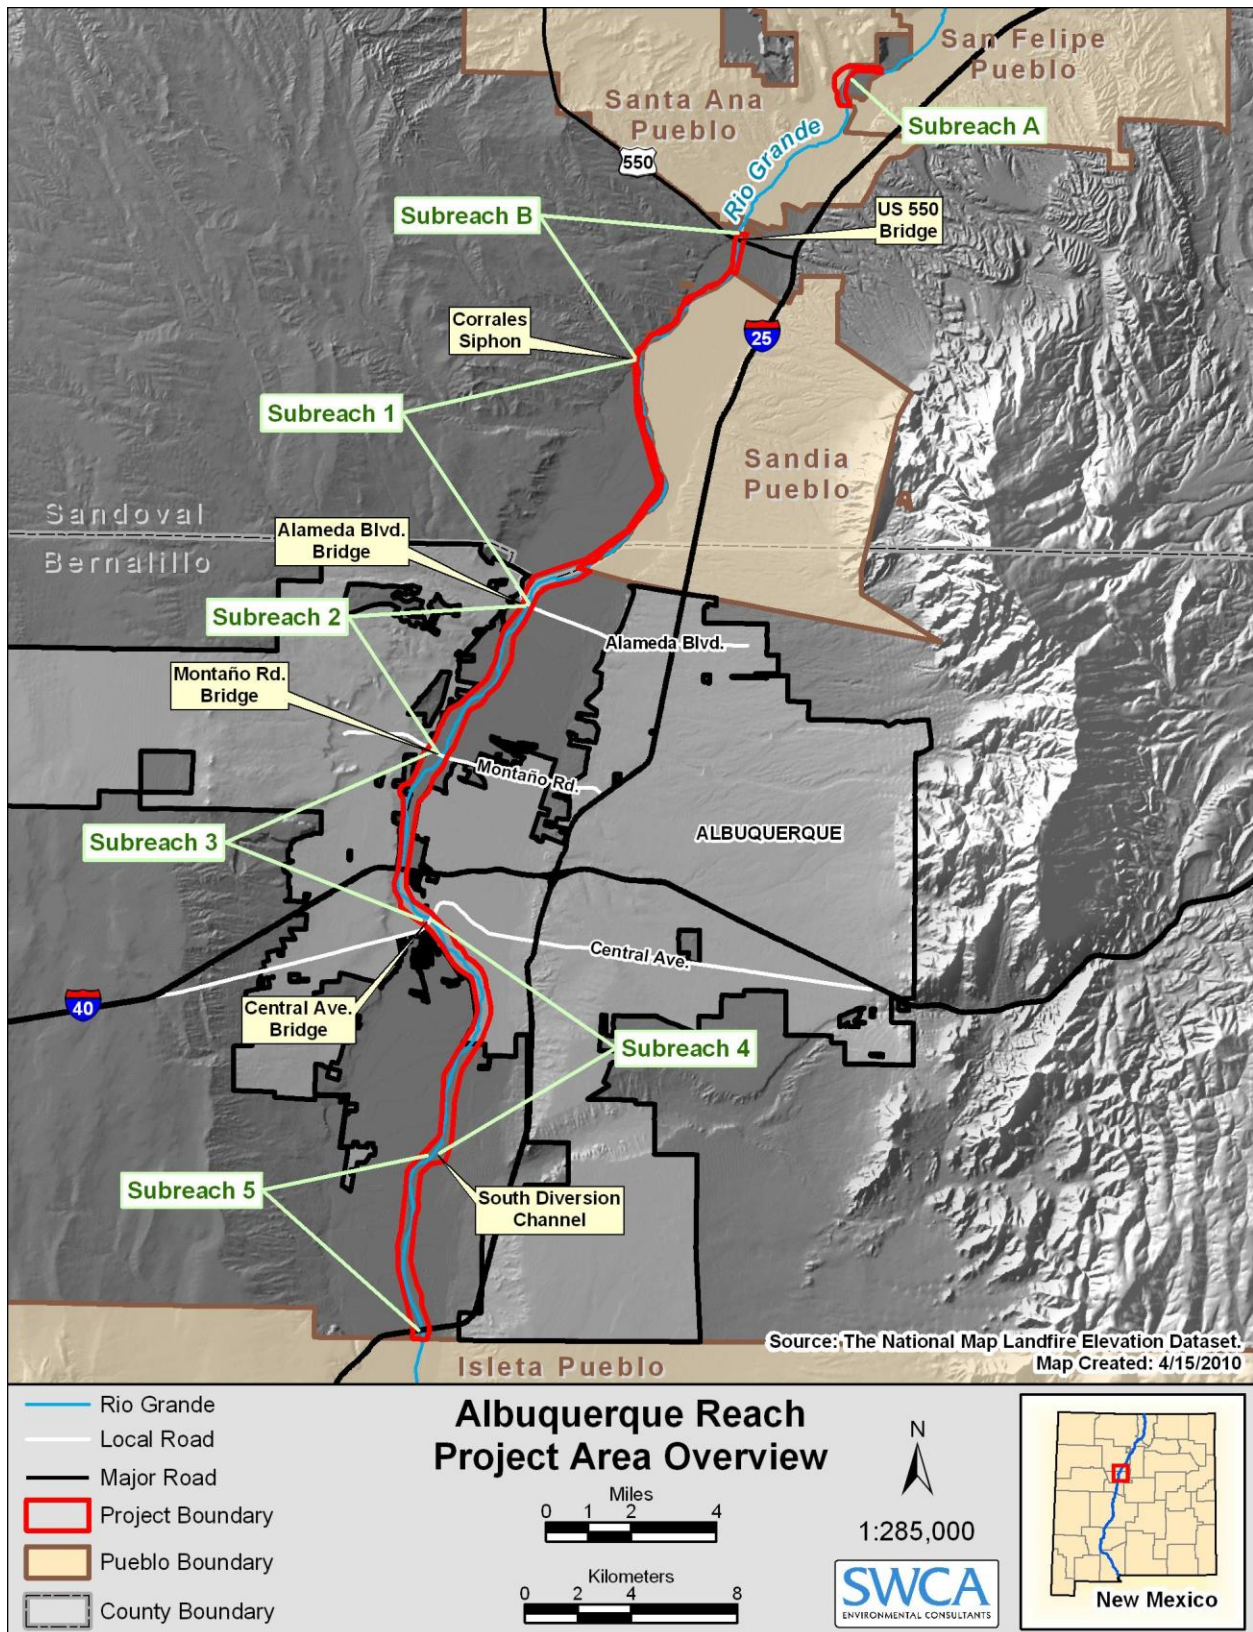 San Felipe
Pueblo
Santa Ana
Pueblo
Subreach A
550
Rio Grande
Subreach B
US 550
Bridge
Corrales
Siphon
25
Subreach 1
Sandia
Pueblo
A
Sandoval
Bernalillo
Alameda Blvd.
Bridge
Subreach 2
Alameda Blvd.
Montaño Rd.
Bridge
Montaño Rd.
Subreach 3
ALBUQUERQUE
Central Ave.
40
Central Ave.
Bridge
Subreach 4
Subreach 5
South Diversion
Channel
Source: The National Map Landfire Elevation Dataset.
Map Created: 4/15/2010
Isleta Pueblo
Rio Grande
Local Road
Major Road
Project Boundary
Pueblo Boundary
County Boundary
Albuquerque Reach
Project Area Overview
Miles
0 1 2 4
Kilometers
0 2 4 8
N
1:285,000
SWCA
ENVIRONMENTAL CONSULTANTS
New Mexico